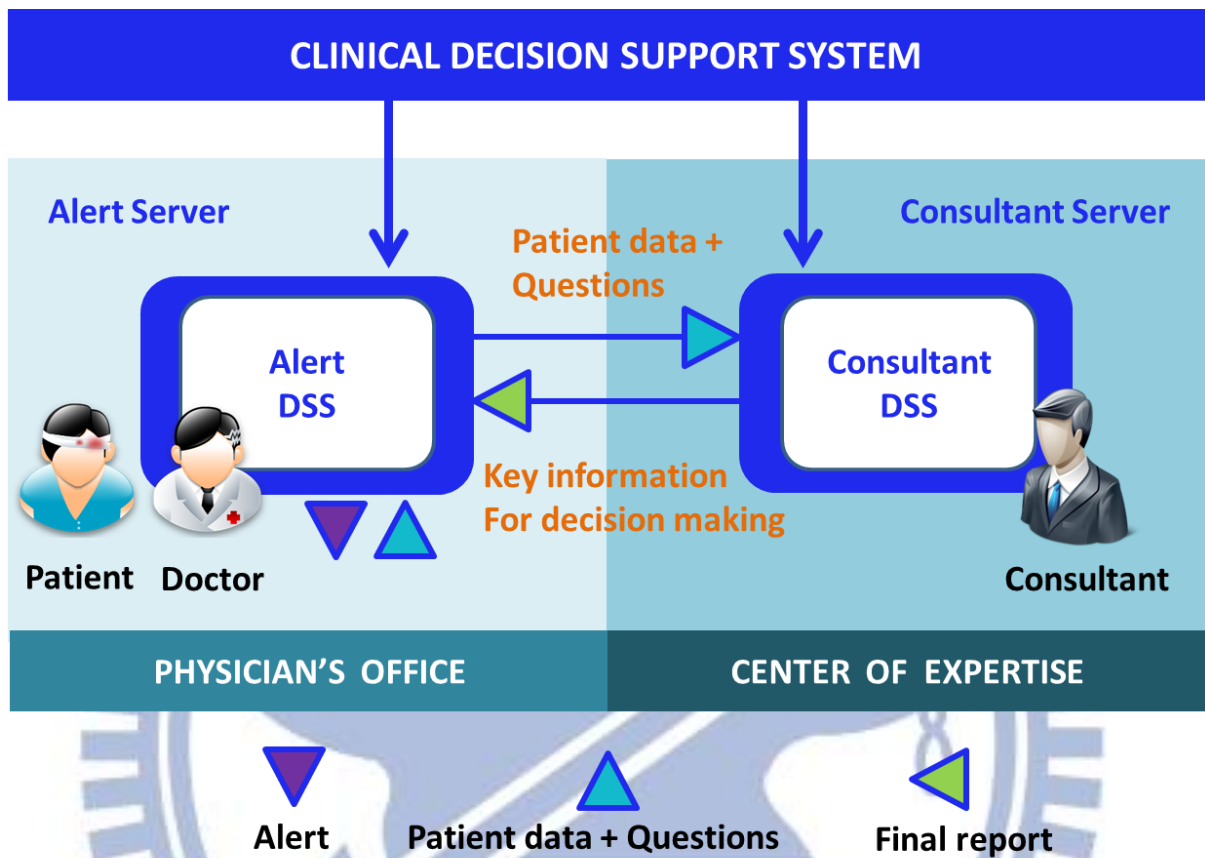 CLINICAL DECISION SUPPORT SYSTEM
Alert Server
Consultant Server
Patient data +
Questions
Alert
DSS
Consultant
DSS
Key information
For decision making
Patient
Doctor
Consultant
PHYSICIAN'S OFFICE
CENTER OF EXPERTISE
Alert
Patient data + Questions
Final report